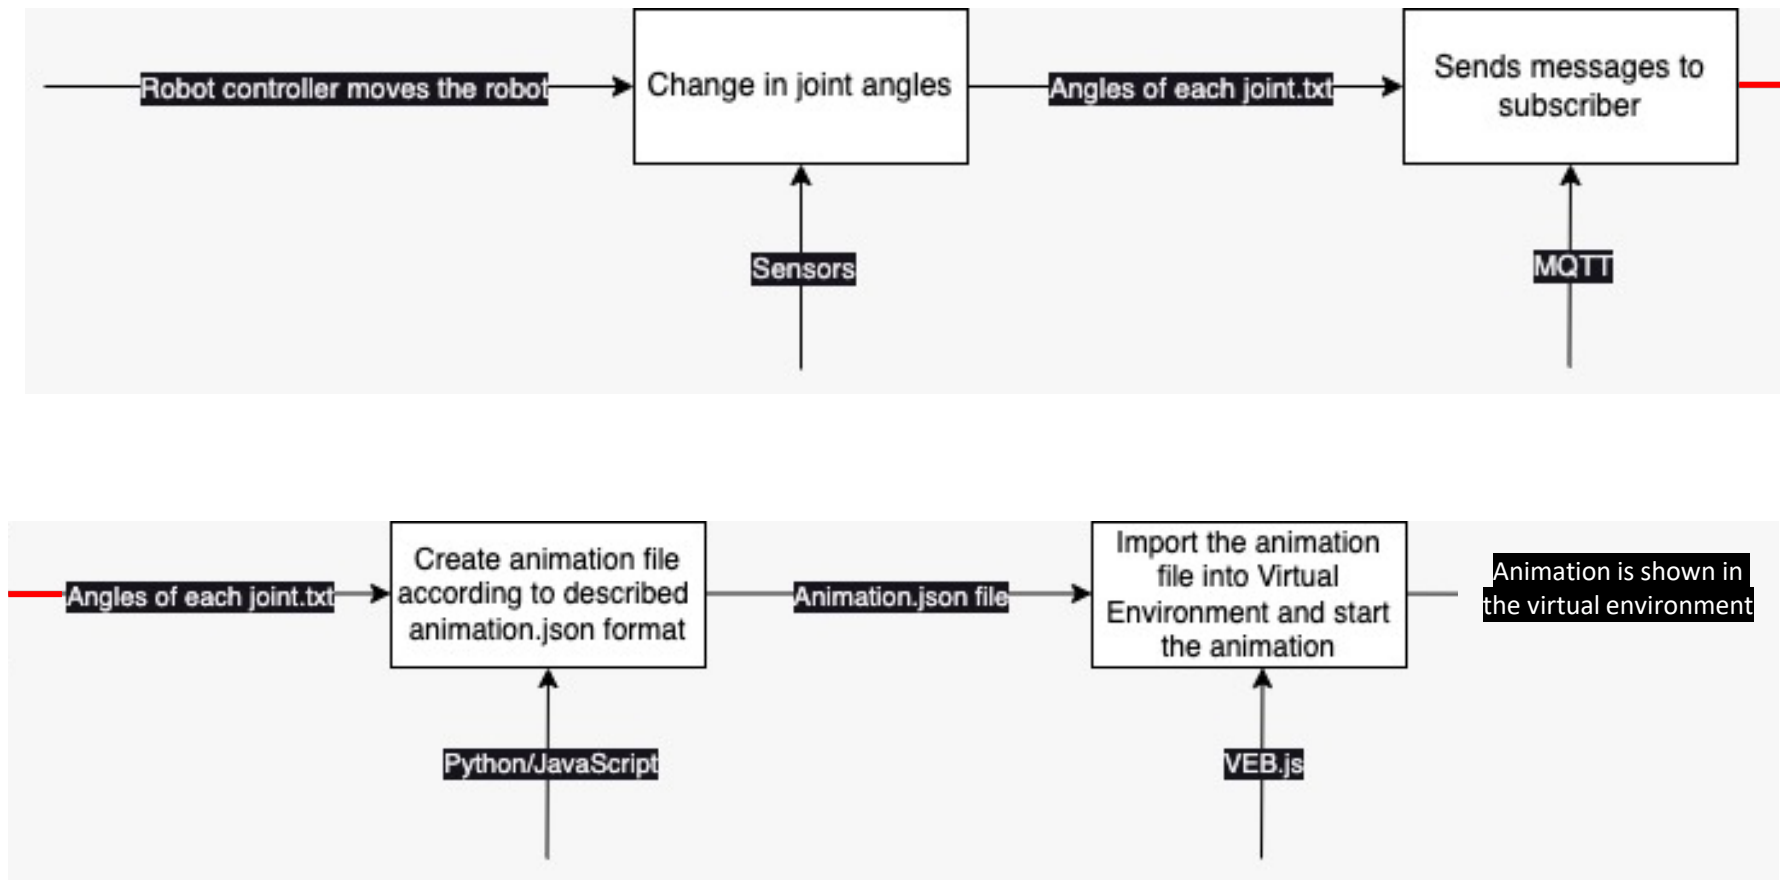 Robot controller moves the robot
Change in joint angles
Angles of each joint.txt
Sends messages to
subscriber
Sensors
MQTT
Angles of each joint.txt
Create animation file
according to described
animation.json format
Animation.json file
Import the animation
file into Virtual
Environment and start
the animation
Animation is shown in
the virtual environment
Python/JavaScript
VEB.js